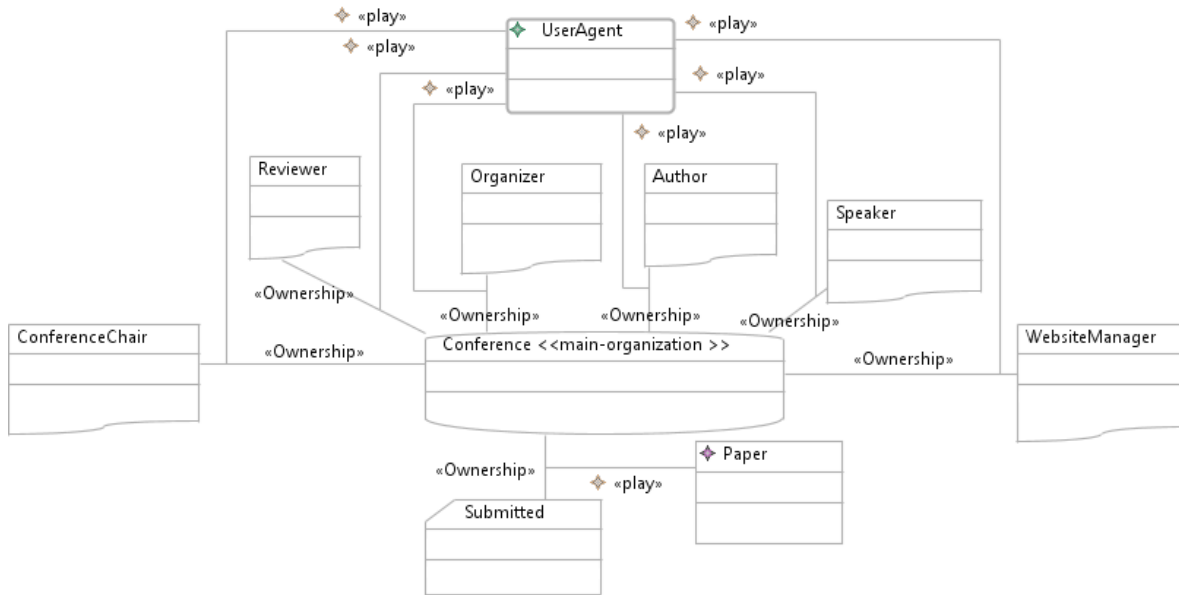 «play»
UserAgent
«play»
«play»
«play»
«play»
«play»
Reviewer
Organizer
Author
Speaker
«Ownership»
«Ownership»
«Ownership»
«Ownership»
ConferenceChair
«Ownership»
Conference <<main-organization >>
«Ownership»
WebsiteManager
«Ownership»
Paper
«play»
Submitted